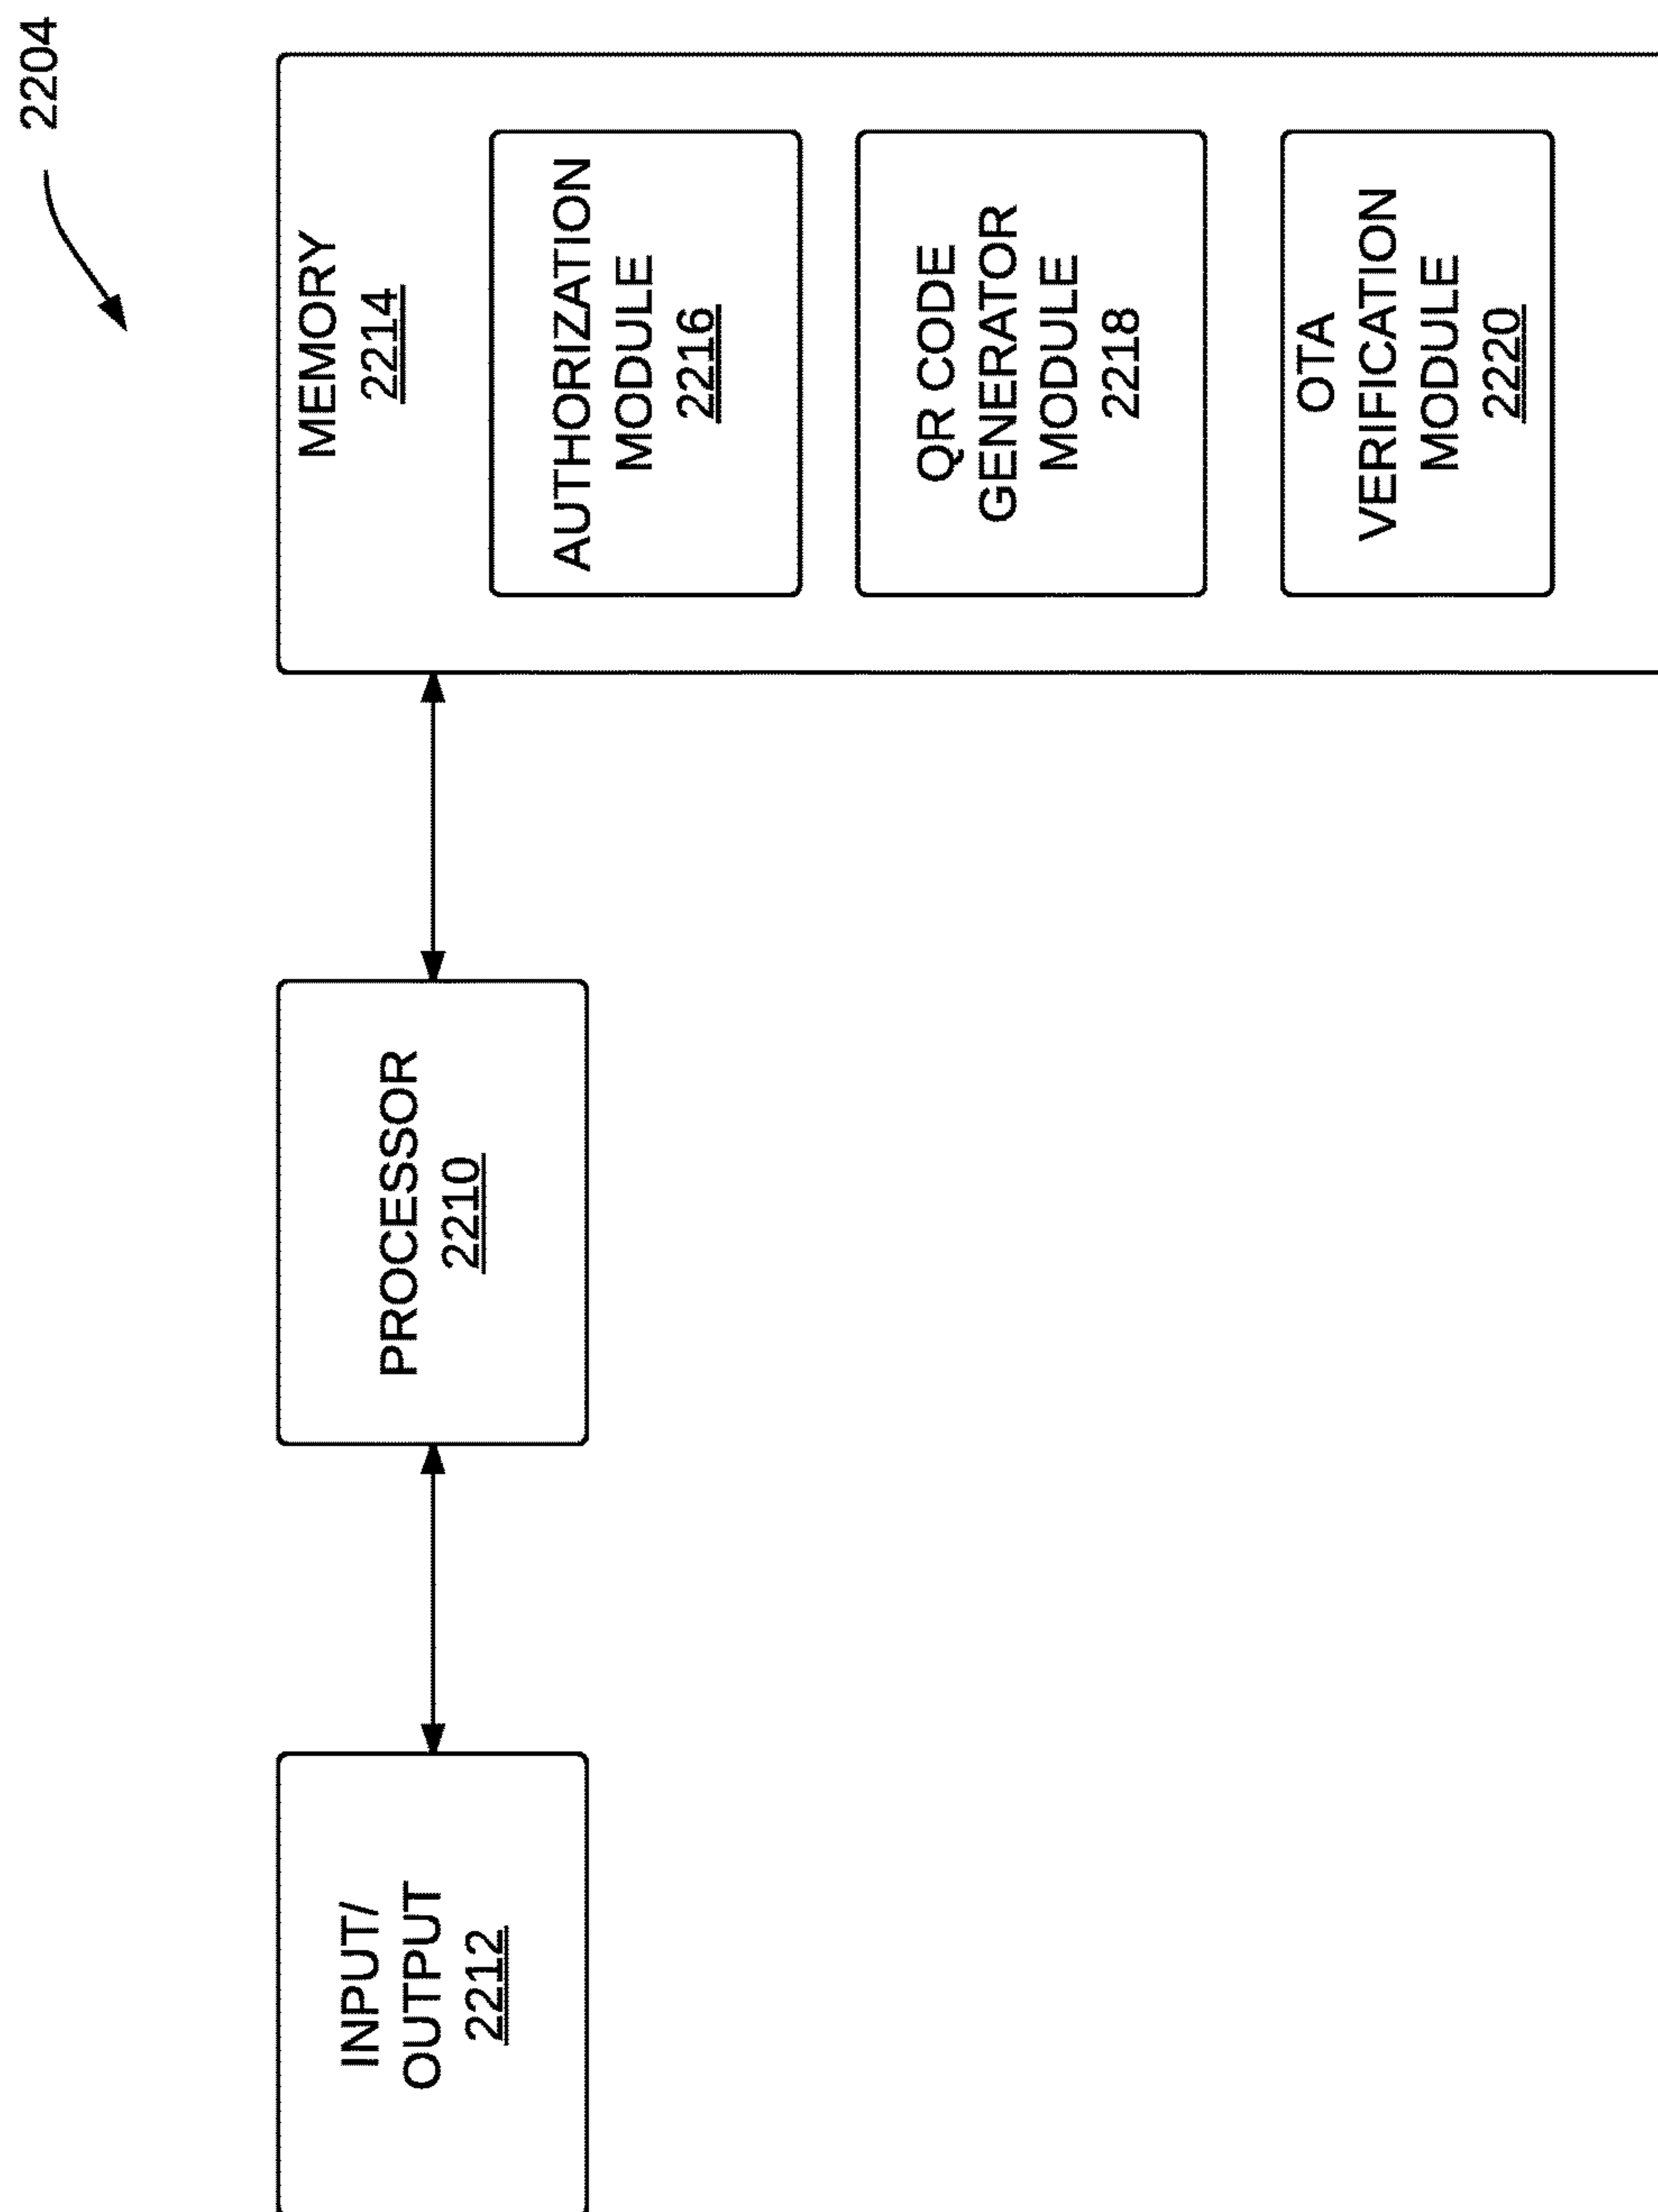 2204
INPUT/
OUTPUT
2212
PROCESSOR
2210
MEMORY
2214
AUTHORIZATION
MODULE
2216
QR CODE
GENERATOR
MODULE
2218
OTA
VERIFICATION
MODULE
2220